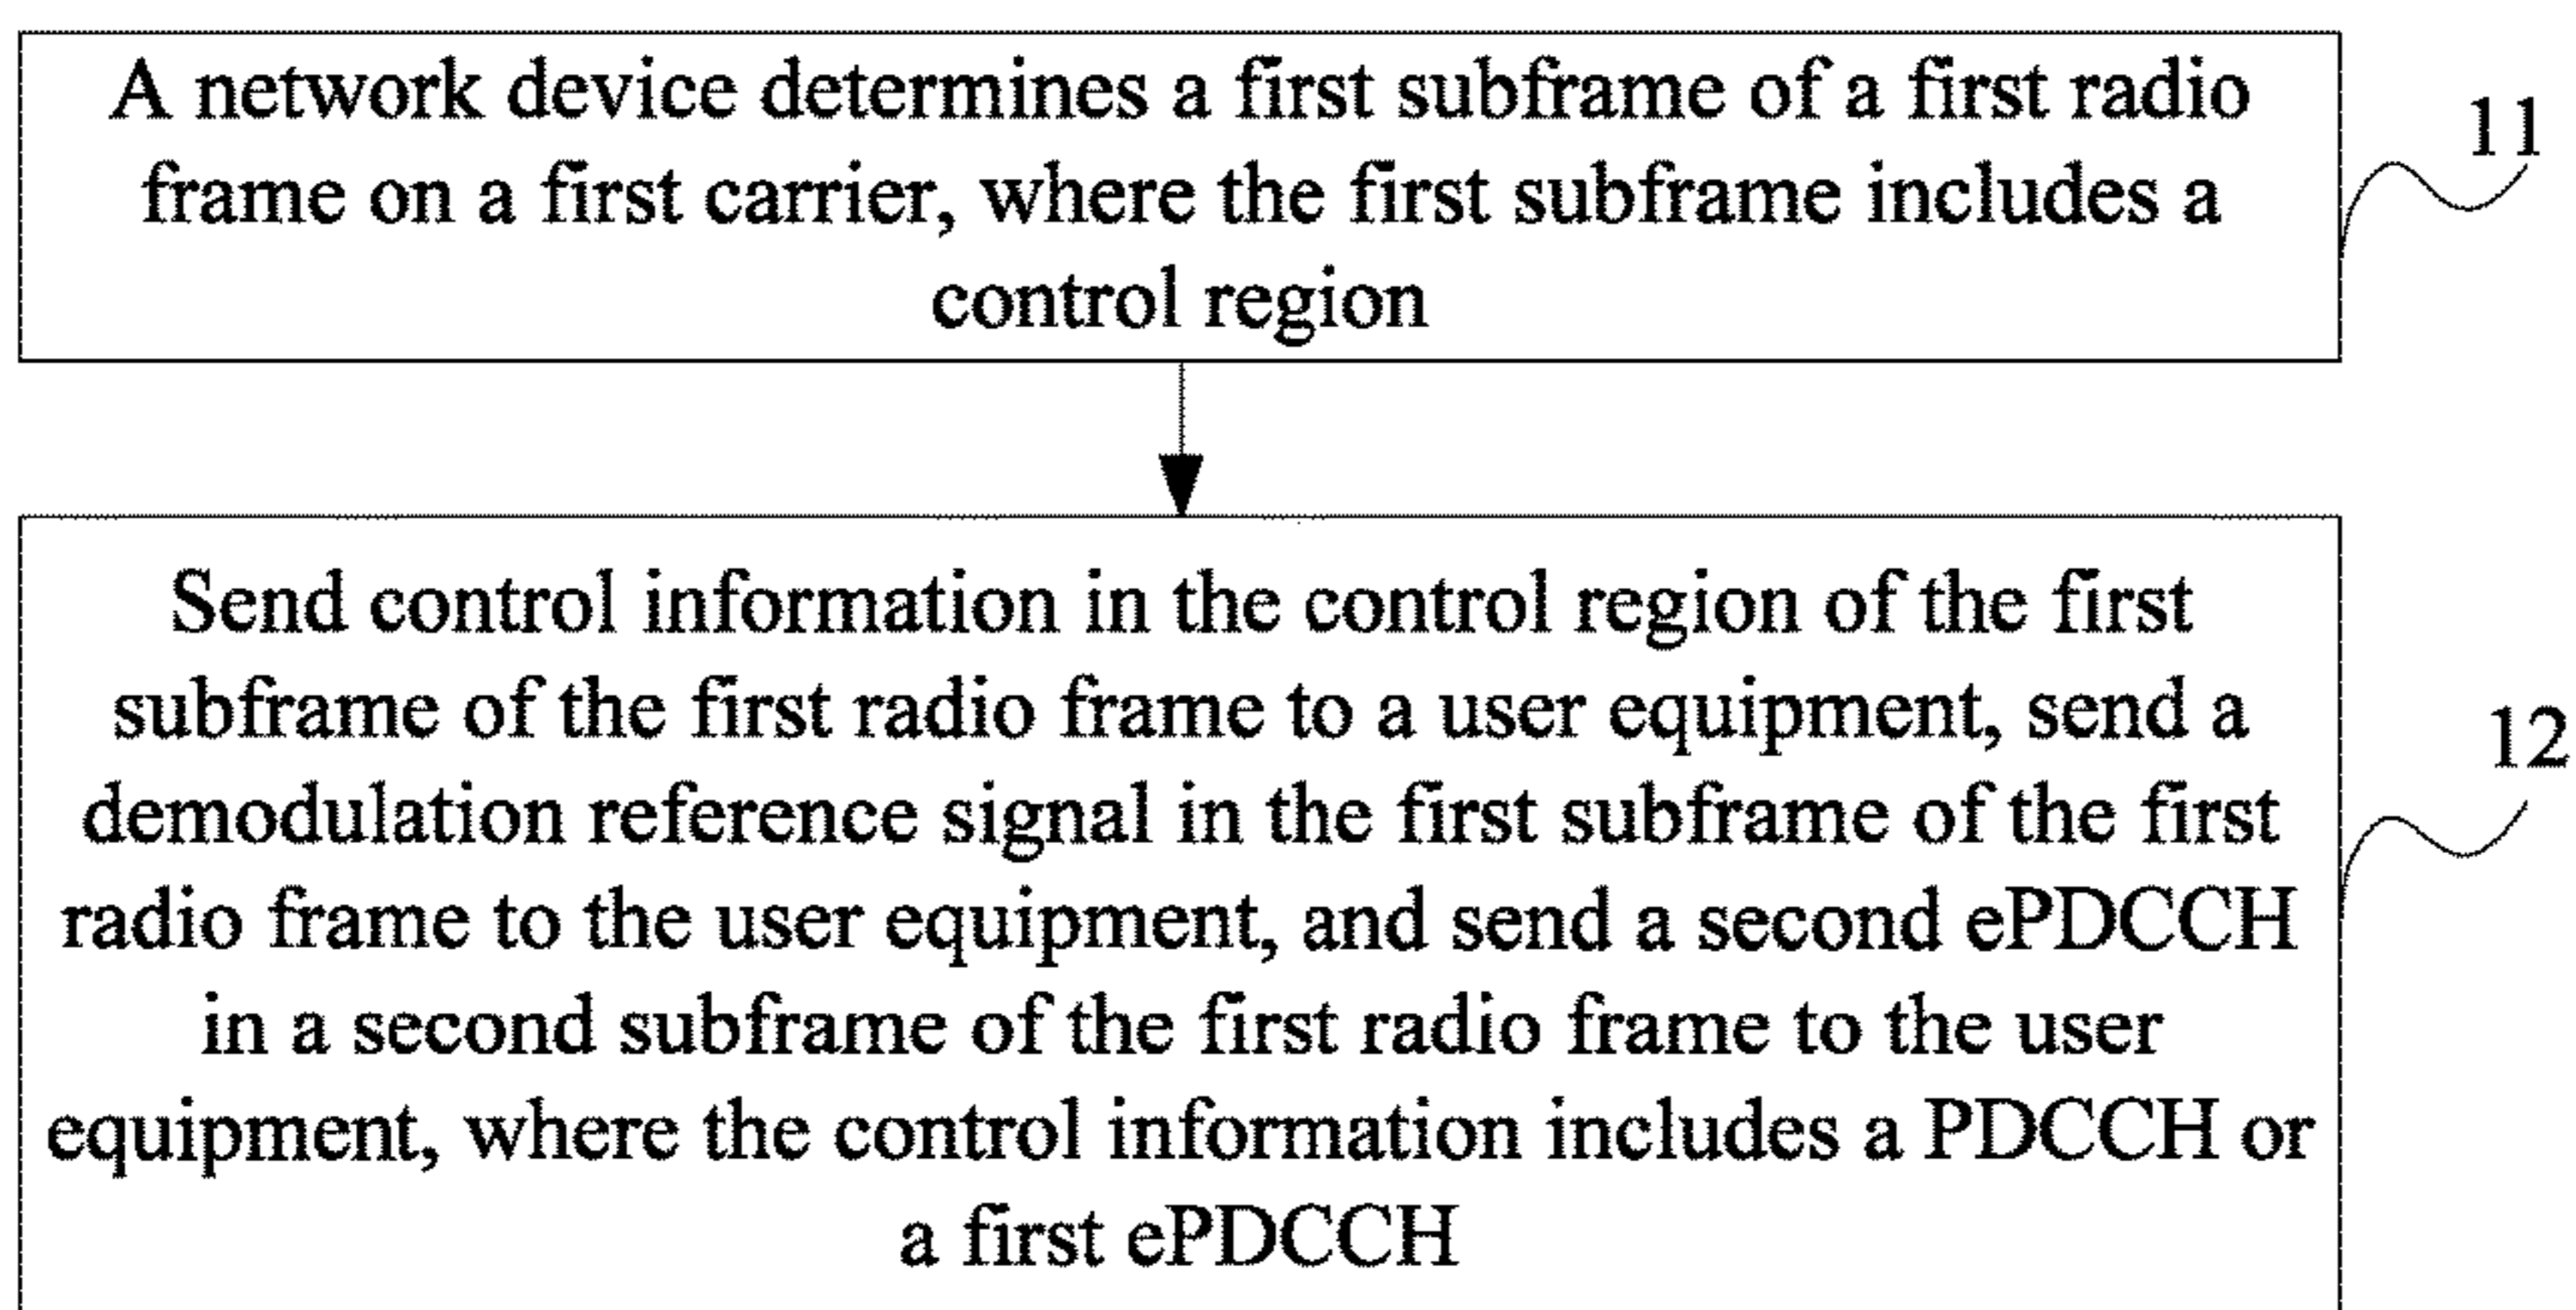 A network device determines a first subframe of a first radio
frame on a first carrier, where the first subframe includes a
control region
11
Send control information in the control region of the first
subframe of the first radio frame to a user equipment, send a
demodulation reference signal in the first subframe of the first
radio frame to the user equipment, and send a second ePDCCH
in a second subframe of the first radio frame to the user
equipment, where the control information includes a PDCCH or
a first ePDCCH
12